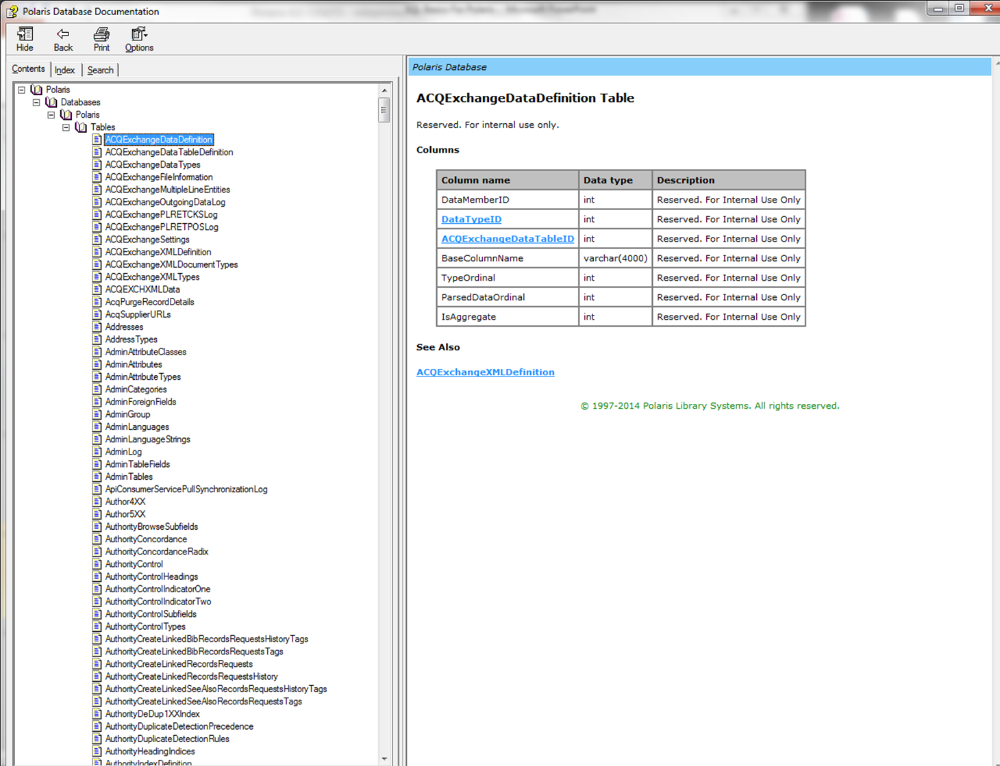 Polaris Database Documentation
Hide Back Print Options
Contents Index Search
Polaris
Databases
Polaris
Tables
ACQExchangeDataDefinition
ACQExchangeDataTableDefinition
ACQExchangeDataTypes
ACQExchangeFileInformation
ACQExchangeMultipleLineEntities
ACQExchangeOutgoingDataLog
ACQExchangePLRETCKSLog
ACQExchangePLRETPOSLog
ACQExchangeSettings
ACQExchangeXMLDefinition
ACQExchangeXMLDocumentTypes
ACQExchangeXMLTypes
ACQEXCHXMLData
AcqPurgeRecordDetails
AcqSupplierURLs
Addresses
AddressTypes
AdminAttributeClasses
AdminAttributes
AdminAttributeTypes
AdminCategories
AdminForeignFields
AdminGroup
AdminLanguages
AdminLanguageStrings
AdminLog
AdminTableFields
AdminTables
ApiConsumerServicePullSynchronizationLog
Author4XX
Author5XX
AuthorityBrowseSubfields
AuthorityConcordance
AuthorityConcordanceRadix
AuthorityControl
AuthorityControlHeadings
AuthorityControlIndicatorOne
AuthorityControlIndicatorTwo
AuthorityControlSubfields
AuthorityControlTypes
AuthorityCreateLinkedBibRecordsRequestsHistoryTags
AuthorityCreateLinkedBibRecordsRequestsTags
AuthorityCreateLinkedRecordsRequests
AuthorityCreateLinkedRecordsRequestsHistory
AuthorityCreateLinkedSeeAlsoRecordsRequestsHistoryTags
AuthorityCreateLinkedSeeAlsoRecordsRequestsTags
AuthorityDeDup1XXIndex
AuthorityDuplicateDetectionPrecedence
AuthorityDuplicateDetectionRules
AuthorityHeadingIndices
AuthorityIndexDefinition
Polaris Database
ACQExchangeDataDefinition Table
Reserved. For internal use only.
Columns
Column name Data type Description
DataMemberID int Reserved. For Internal Use Only
DataTypeID int Reserved. For Internal Use Only
ACQExchangeDataTableID int Reserved. For Internal Use Only
BaseColumnName varchar(4000) Reserved. For Internal Use Only
TypeOrdinal int Reserved. For Internal Use Only
ParsedDataOrdinal int Reserved. For Internal Use Only
IsAggregate int Reserved. For Internal Use Only
See Also
ACQExchangeXMLDefinition
© 1997-2014 Polaris Library Systems. All rights reserved.